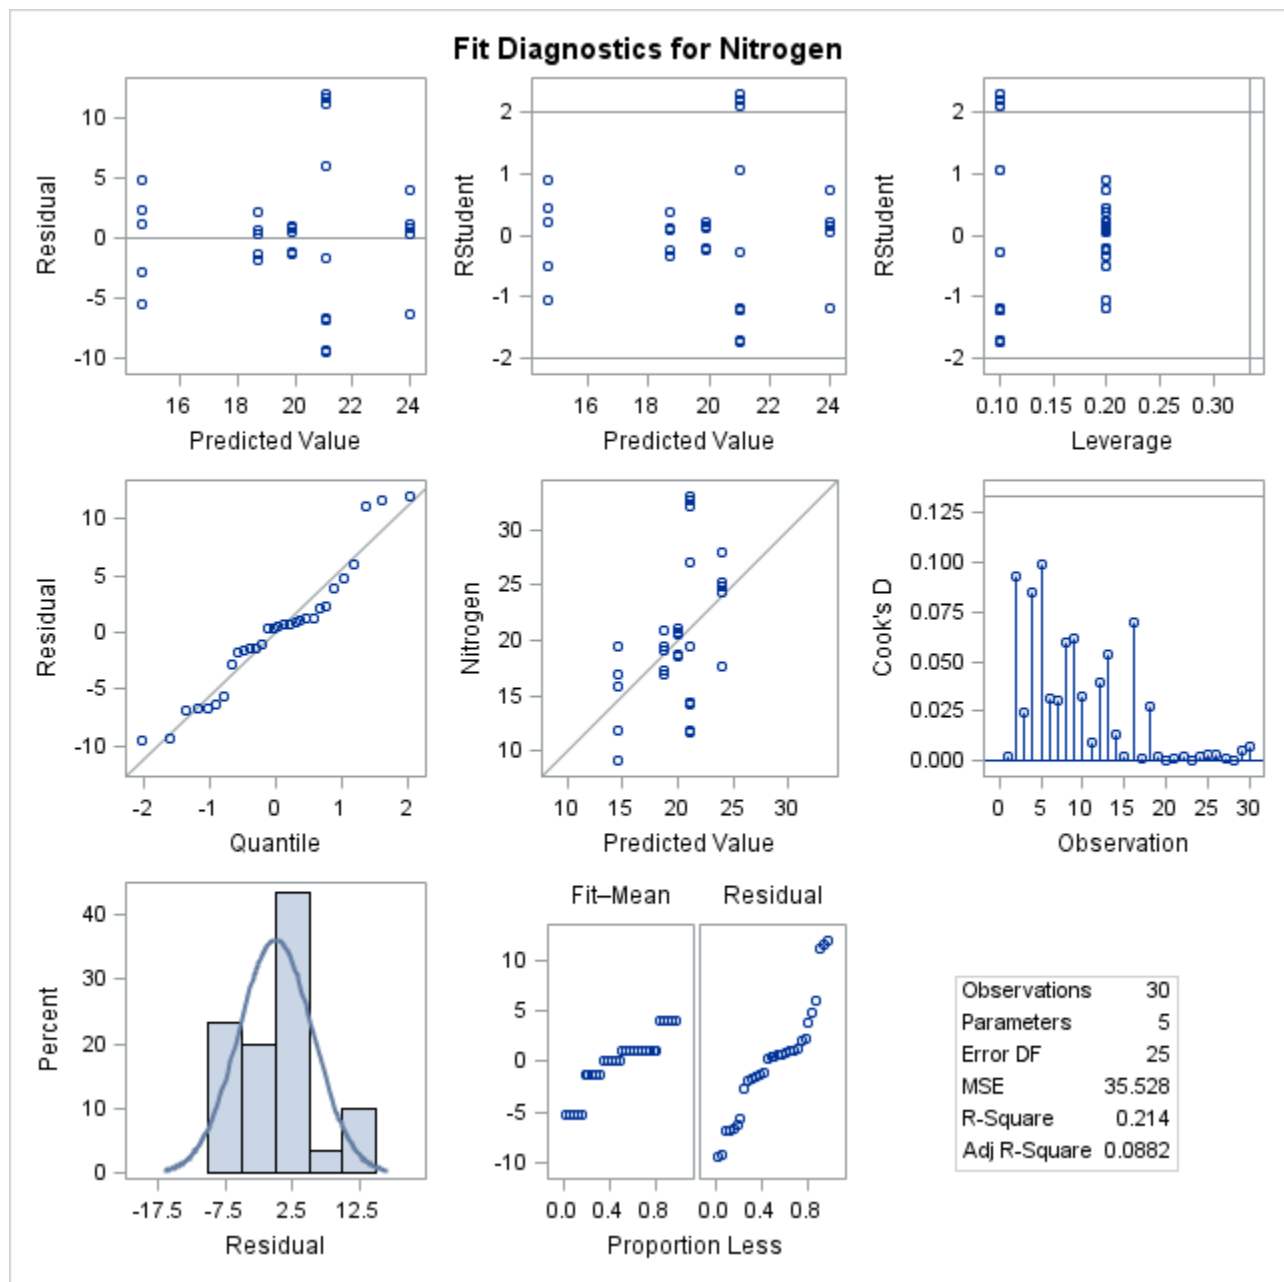 Fit Diagnostics for Nitrogen
Residual
10
5
0
-5
-10
16 18 20 22 24
Predicted Value
RStudent
2
1
0
-1
-2
16 18 20 22 24
Predicted Value
RStudent
2
1
0
-1
-2
0.10 0.15 0.20 0.25 0.30
Leverage
Residual
10
5
0
-5
-10
-2 -1 0 1 2
Quantile
Nitrogen
30
25
20
15
10
10 15 20 25 30
Predicted Value
Cook's D
0.125
0.100
0.075
0.050
0.025
0.000
0 5 10 15 20 25 30
Observation
Percent
40
30
20
10
0
-17.5 -7.5 2.5 12.5
Residual
Fit–Mean Residual
10
5
0
-5
-10
0.0 0.4 0.8 0.0 0.4 0.8
Proportion Less
Observations 30
Parameters 5
Error DF 25
MSE 35.528
R-Square 0.214
Adj R-Square 0.0882